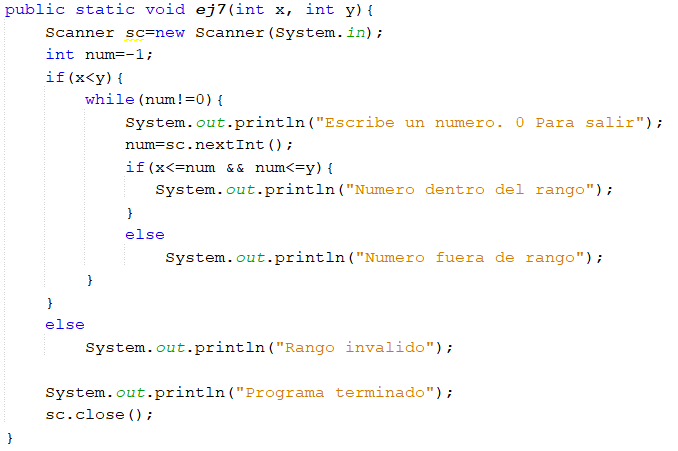 public static void ej7(int x, int y){
Scanner sc=new Scanner(System.in);
int num=-1;
if(x<y){
while(num!=0){
System.out.println("Escribe un numero. 0 Para salir");
num=sc.nextInt();
if(x<=num && num<=y){
System.out.println("Numero dentro del rango");
}
else
System.out.println("Numero fuera de rango");
}
}
else
System.out.println("Rango invalido");
System.out.println("Programa terminado");
sc.close();
}